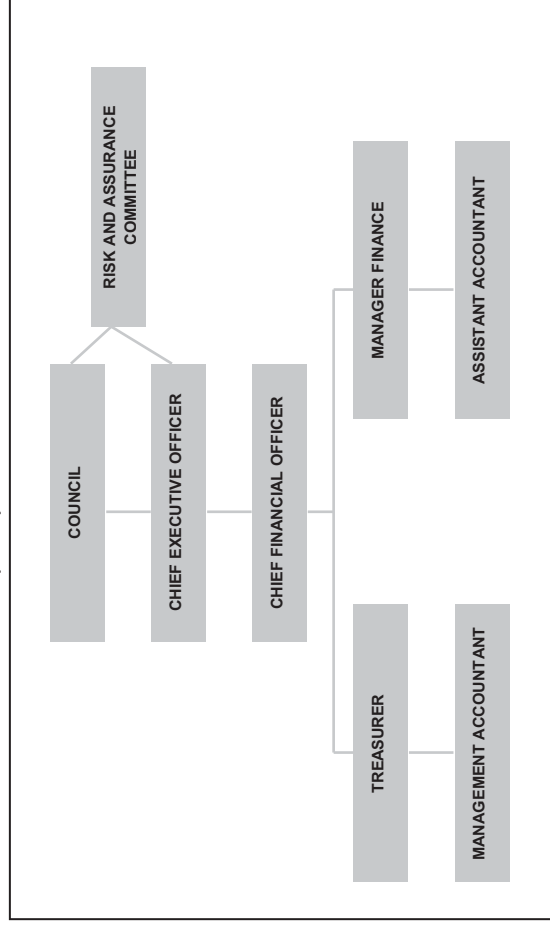 COUNCIL
RISK AND ASSURANCE
COMMITTEE
CHIEF EXECUTIVE OFFICER
CHIEF FINANCIAL OFFICER
TREASURER
MANAGER FINANCE
MANAGEMENT ACCOUNTANT
ASSISTANT ACCOUNTANT